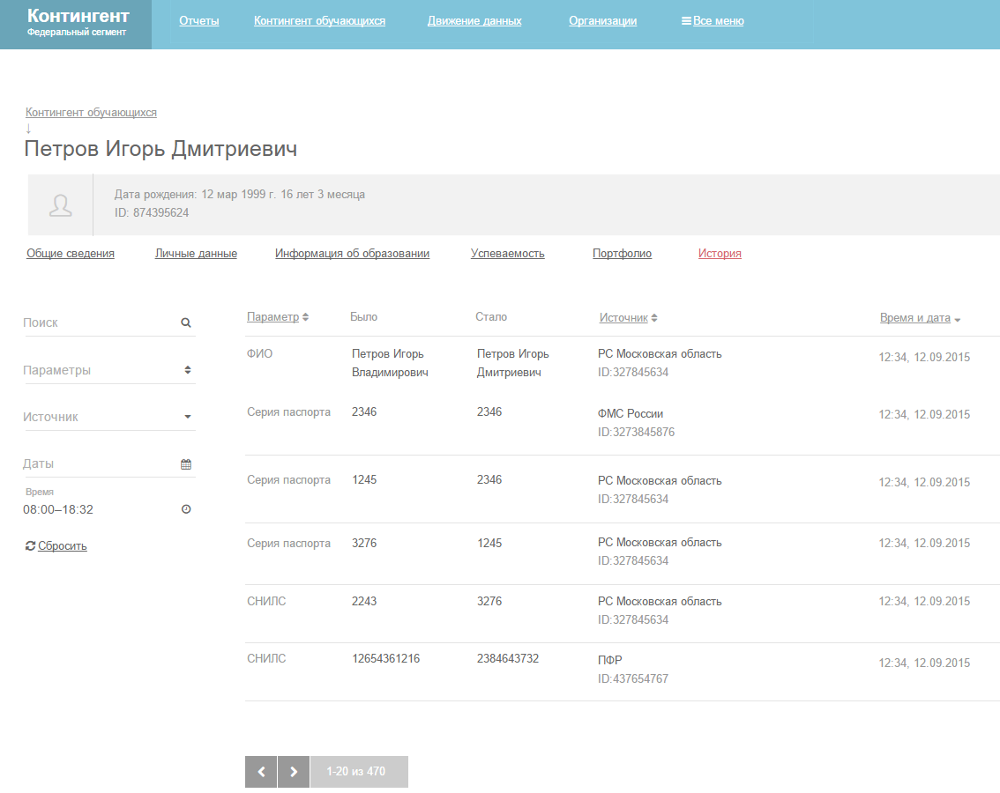 Контингент
Федеральный сегмент
Отчеты Контингент обучающихся Движение данных Организации Все меню
Контингент обучающихся
↓
Петров Игорь Дмитриевич
Дата рождения: 12 мар 1999 г. 16 лет 3 месяца
ID: 874395624
Общие сведения Личные данные Информация об образовании Успеваемость Портфолио История
Поиск
Параметры
Источник
Даты
Время
08:00–18:32
Сбросить
Параметр Было Стало Источник Время и дата
ФИО Петров Игорь Петров Игорь РС Московская область 12:34, 12.09.2015
Владимирович Дмитриевич ID:327845634
Серия паспорта 2346 2346 ФМС России 12:34, 12.09.2015
ID:3273845876
Серия паспорта 1245 2346 РС Московская область 12:34, 12.09.2015
ID:327845634
Серия паспорта 3276 1245 РС Московская область 12:34, 12.09.2015
ID:327845634
СНИЛС 2243 3276 РС Московская область 12:34, 12.09.2015
ID:327845634
СНИЛС 12654361216 2384643732 ПФР 12:34, 12.09.2015
ID:437654767
1-20 из 470